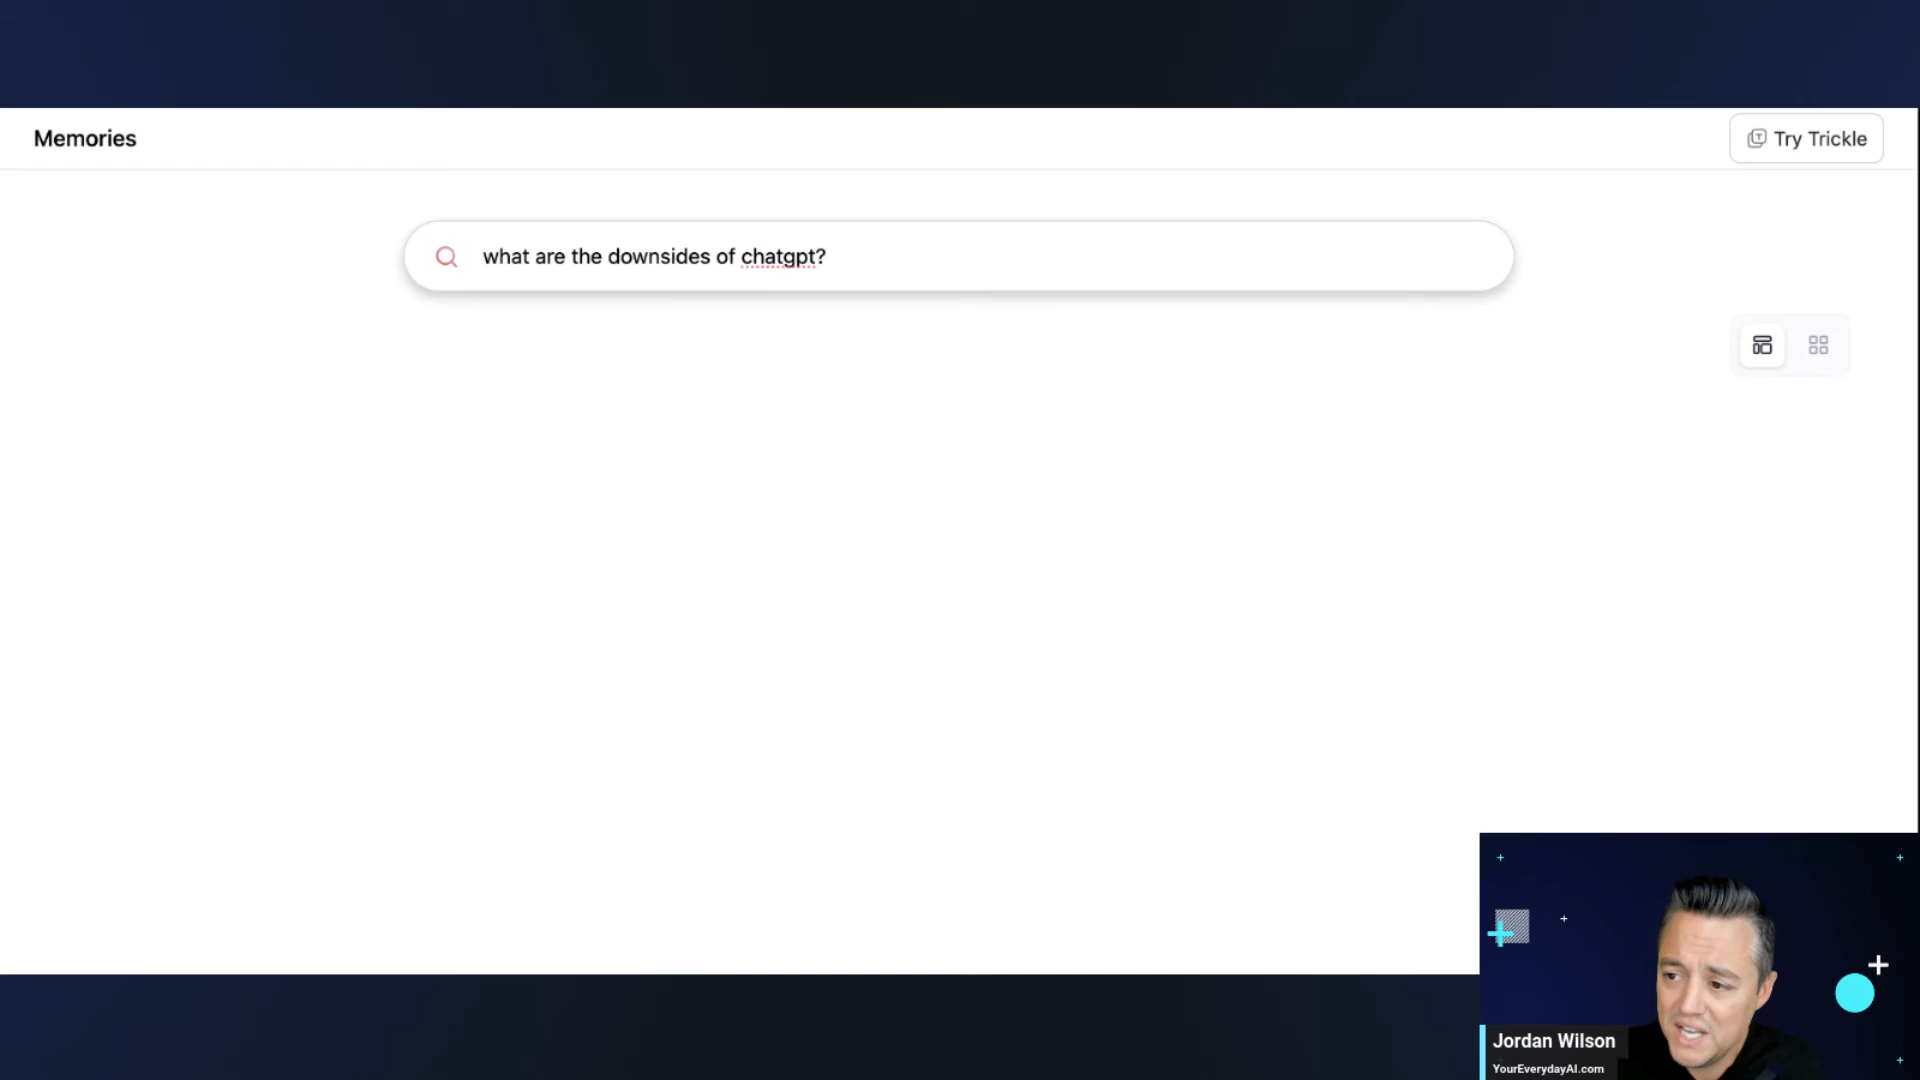 Memories
Try Trickle
what are the downsides of chatgpt?
Jordan Wilson
YourEverydayAI.com